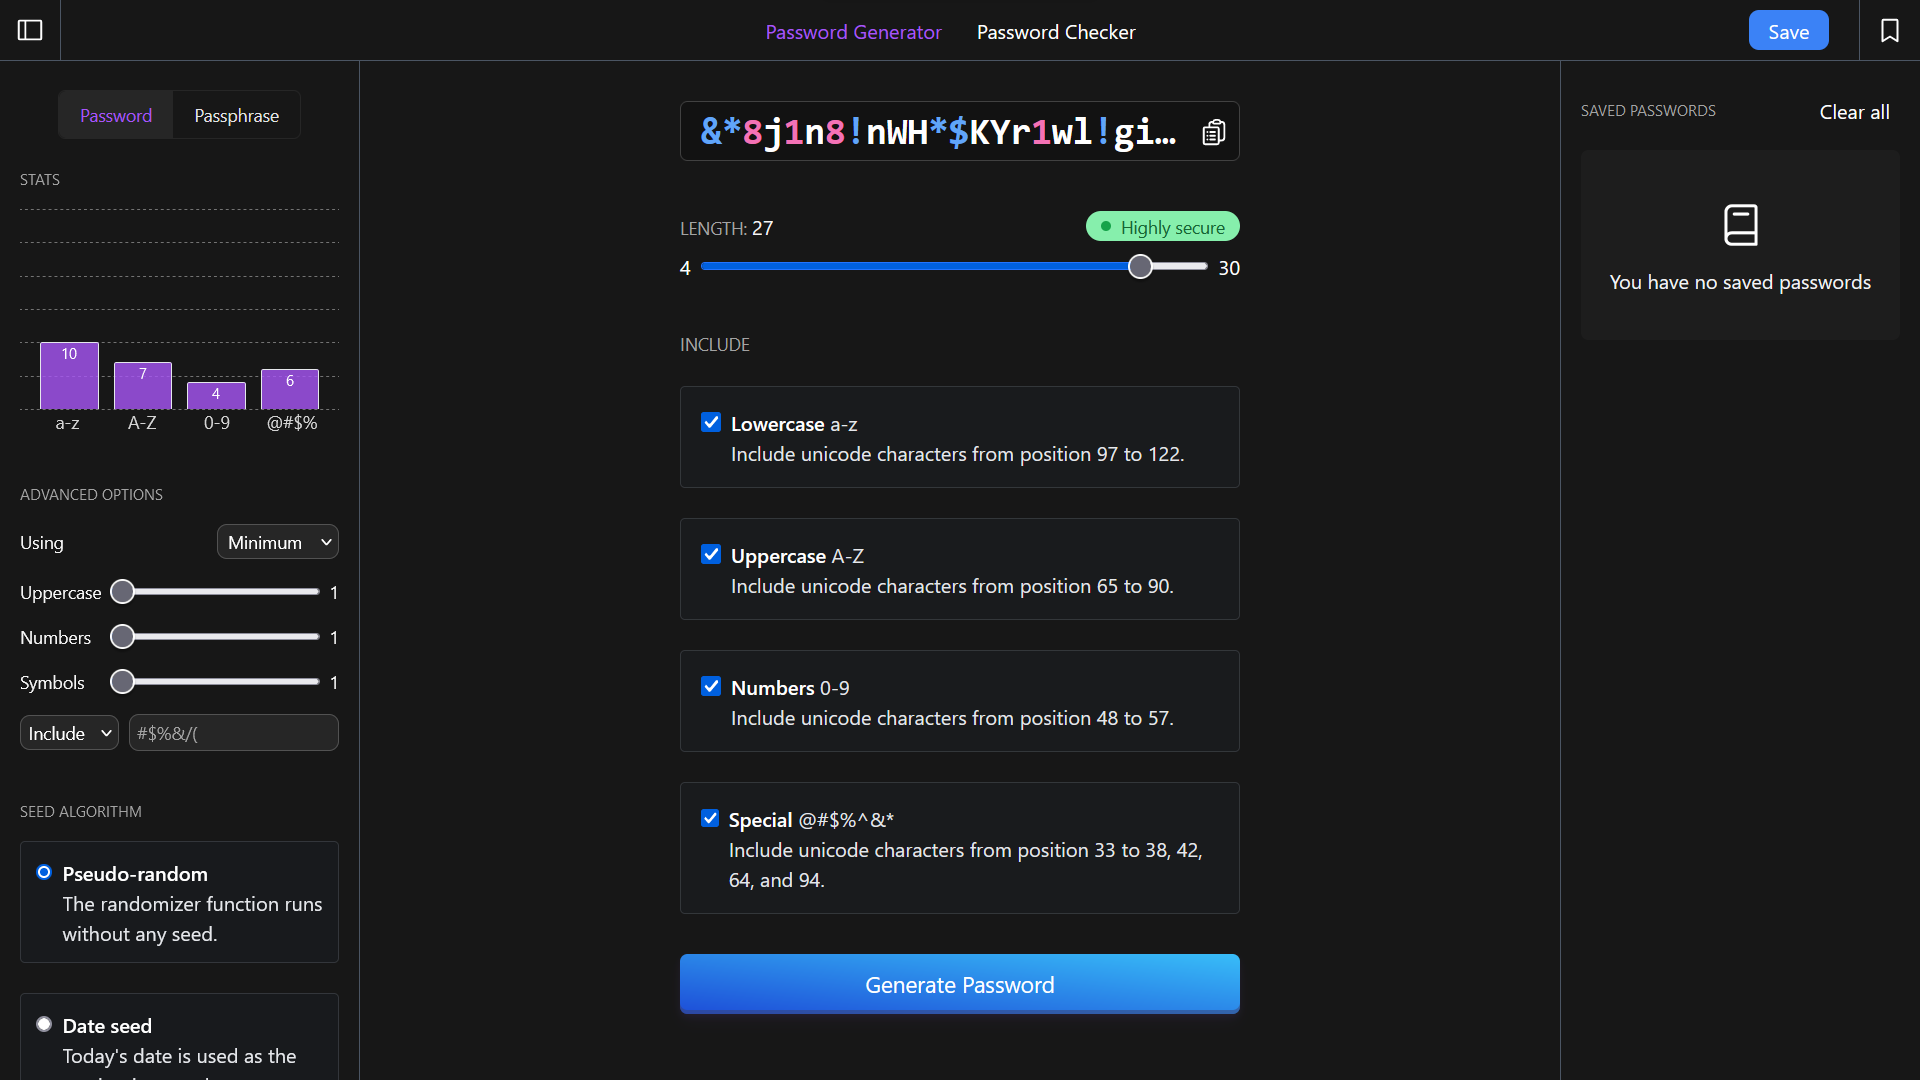 Password Generator
Password Checker
Save
Password
Passphrase
STATS
10
7
4
6
a-z
A-Z
0-9
@#$%
ADVANCED OPTIONS
Using
Minimum
Uppercase
1
Numbers
1
Symbols
1
Include
#$%&/(
SEED ALGORITHM
Pseudo-random
The randomizer function runs
without any seed.
Date seed
Today's date is used as the
&*8j1n8!nWH*$KYr1wl!gi...
LENGTH: 27
Highly secure
4
30
INCLUDE
Lowercase a-z
Include unicode characters from position 97 to 122.
Uppercase A-Z
Include unicode characters from position 65 to 90.
Numbers 0-9
Include unicode characters from position 48 to 57.
Special @#$%^&*
Include unicode characters from position 33 to 38, 42,
64, and 94.
Generate Password
SAVED PASSWORDS
Clear all
You have no saved passwords